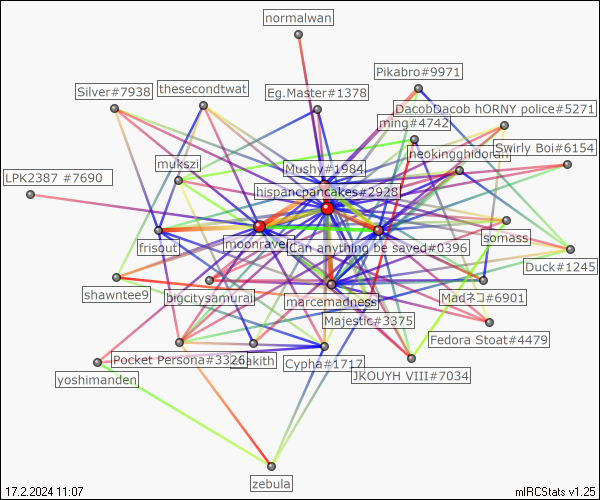 normalwan
Pikabro#9971
Silver#7938
thesecondtwat
Eg.Master#1378
DacobDacob hORNY police#5271
ming#4742
Swirly Boi#6154
neokingghidorah
mukszi
Mushy#1984
LPK2387 #7690
hispancpancakes#2928
somass
frisout
moonraven
can anything be saved#0396
Duck#1245
shawntee9
bigcitysamurai
marcemadness
Madネコ#6901
Majestic#3375
Fedora Stoat#4479
Pocket Persona#3326
Cypha#1717
yoshimanden
JKOUYH VIII#7034
zebula
17.2.2024 11:07
mIRCStats v1.25